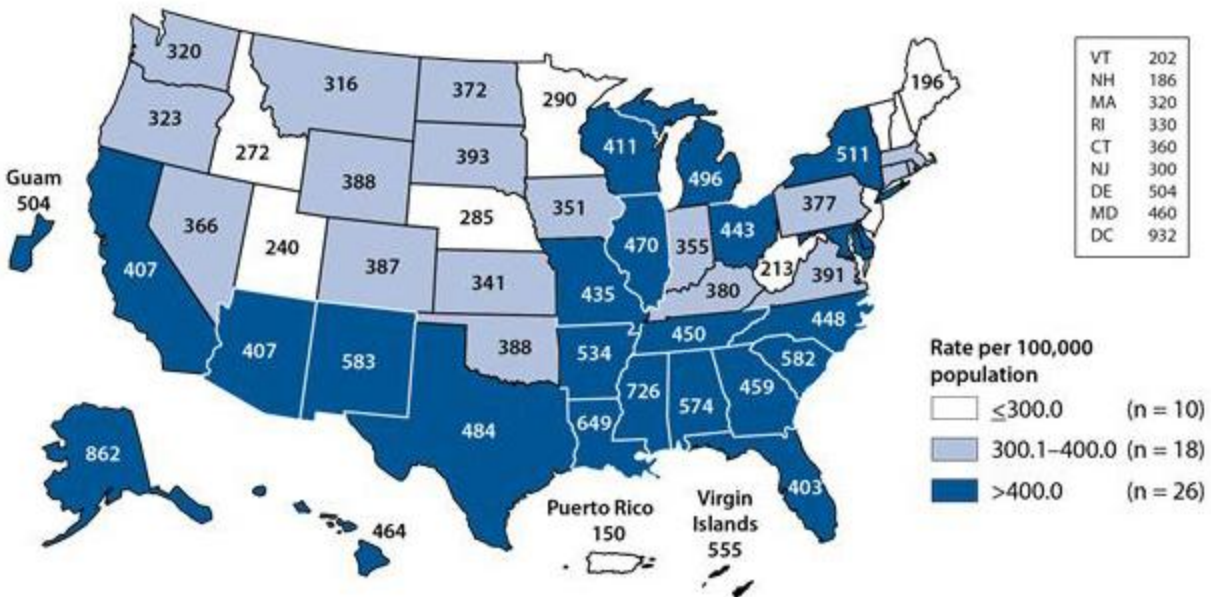 320
316
372
290
196
VT 202
NH 186
MA 320
RI 330
CT 360
NJ 300
DE 504
MD 460
DC 932
323
272
388
393
411
496
511
Guam
504
366
240
387
285
351
470
355
443
377
407
341
435
380
213
391
407
583
388
534
450
448
582
726
574
459
484
649
403
862
464
Puerto Rico
150
Virgin
Islands
555
Rate per 100,000
population
≤300.0 (n = 10)
300.1–400.0 (n = 18)
>400.0 (n = 26)